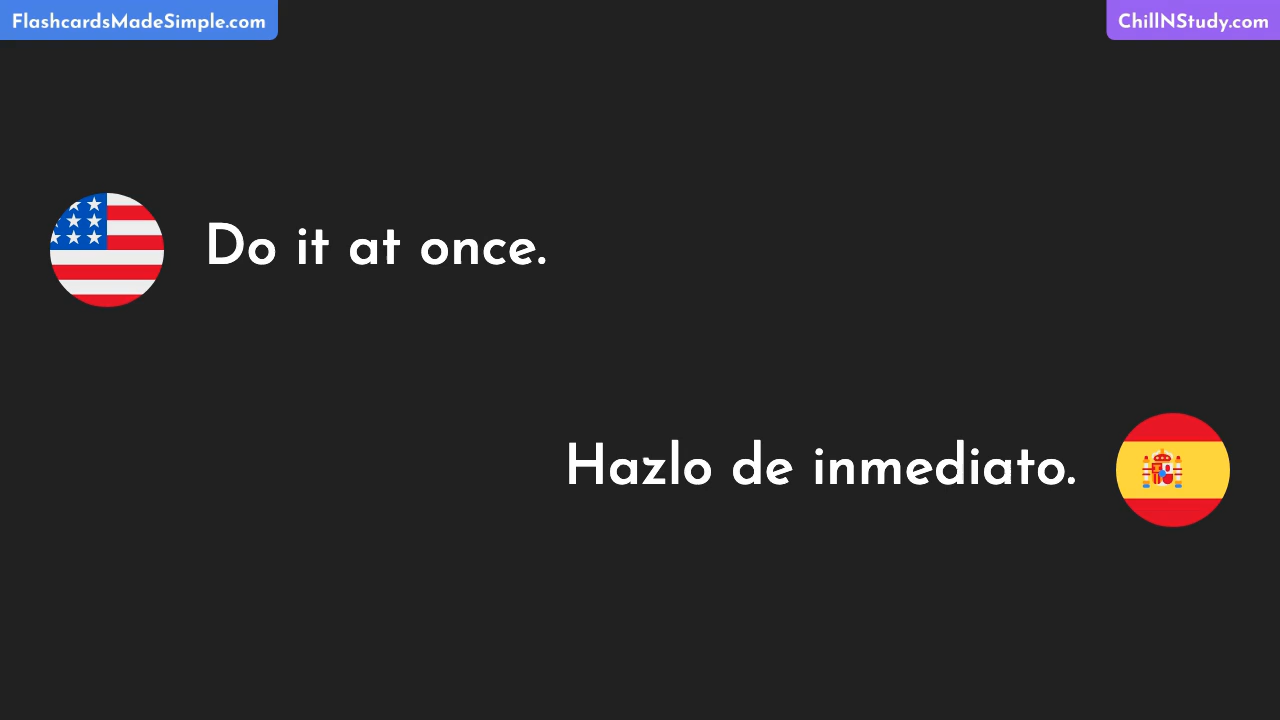 FlashcardsMadeSimple.com
ChillNStudy.com
Do it at once.
Hazlo de inmediato.